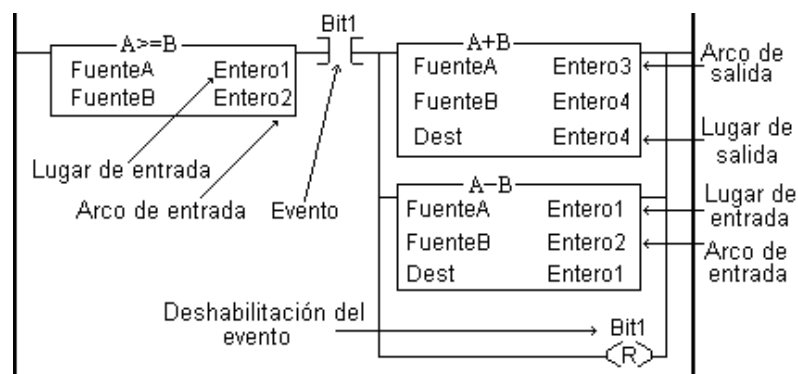 Bit1
A>=B
FuenteA Entero1
FuenteB Entero2
A+B
FuenteA Entero3
FuenteB Entero4
Dest Entero4
Arco de
salida
Lugar de
salida
Lugar de entrada
Arco de entrada
Evento
A-B
FuenteA Entero1
FuenteB Entero2
Dest Entero1
Lugar de
entrada
Arco de
entrada
Deshabilitación del
evento
Bit1
R